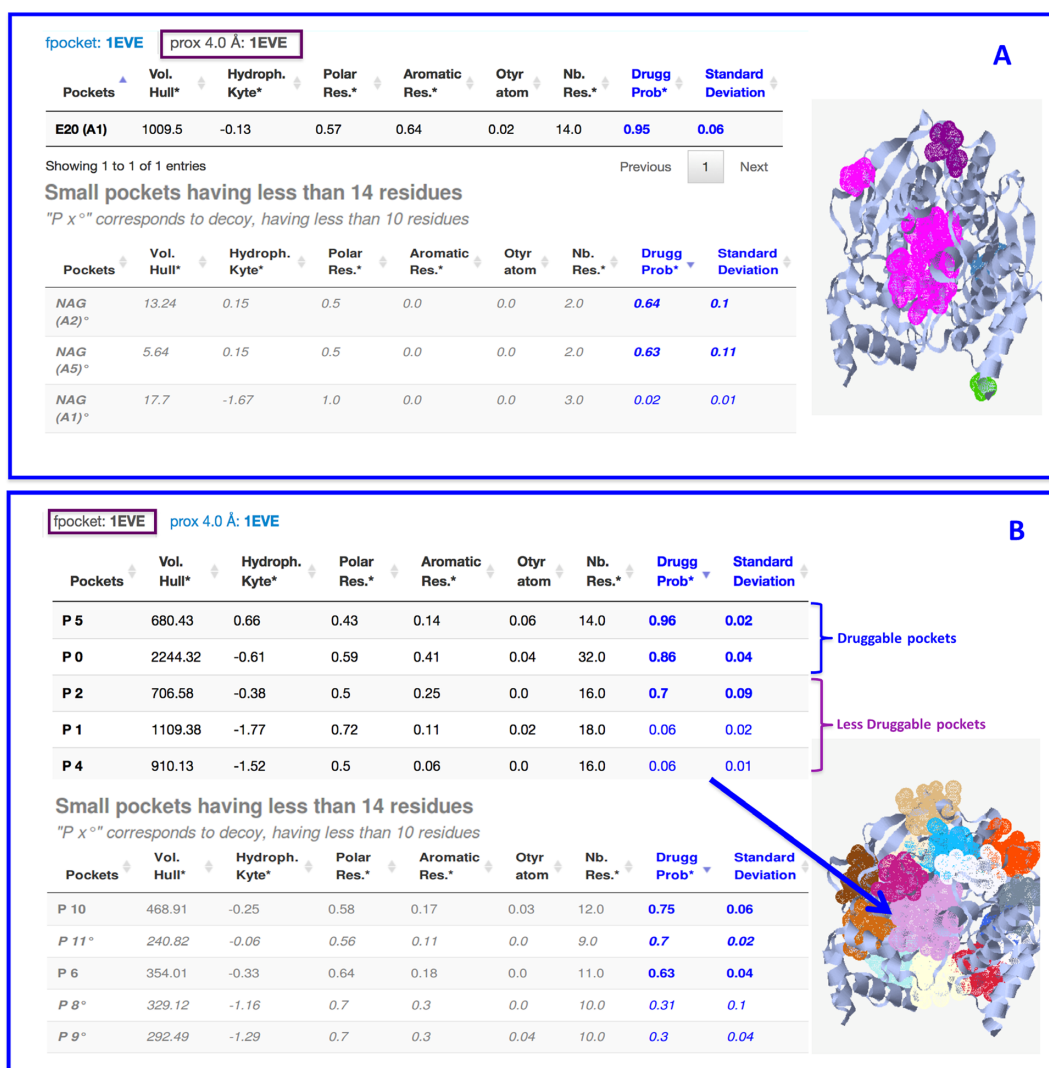 fpocket: 1EVE prox 4.0 Å: 1EVE
A
Pockets Vol. Hull* Hydroph. Kyte* Polar Res.* Aromatic Res.* Otyr atom Nb. Res.* Drugg Prob* Standard Deviation
E20 (A1) 1009.5 -0.13 0.57 0.64 0.02 14.0 0.95 0.06
Showing 1 to 1 of 1 entries Previous 1 Next
Small pockets having less than 14 residues
"P x°" corresponds to decoy, having less than 10 residues
Pockets Vol. Hull* Hydroph. Kyte* Polar Res.* Aromatic Res.* Otyr atom Nb. Res.* Drugg Prob* Standard Deviation
NAG (A2)° 13.24 0.15 0.5 0.0 0.0 2.0 0.64 0.1
NAG (A5)° 5.64 0.15 0.5 0.0 0.0 2.0 0.63 0.11
NAG (A1)° 17.7 -1.67 1.0 0.0 0.0 3.0 0.02 0.01
fpocket: 1EVE prox 4.0 Å: 1EVE
B
Pockets Vol. Hull* Hydroph. Kyte* Polar Res.* Aromatic Res.* Otyr atom Nb. Res.* Drugg Prob* Standard Deviation
P 5 680.43 0.66 0.43 0.14 0.06 14.0 0.96 0.02
Druggable pockets
P 0 2244.32 -0.61 0.59 0.41 0.04 32.0 0.86 0.04
P 2 706.58 -0.38 0.5 0.25 0.0 16.0 0.7 0.09
P 1 1109.38 -1.77 0.72 0.11 0.02 18.0 0.06 0.02
Less Druggable pockets
P 4 910.13 -1.52 0.5 0.06 0.0 16.0 0.06 0.01
Small pockets having less than 14 residues
"P x°" corresponds to decoy, having less than 10 residues
Pockets Vol. Hull* Hydroph. Kyte* Polar Res.* Aromatic Res.* Otyr atom Nb. Res.* Drugg Prob* Standard Deviation
P 10 468.91 -0.25 0.58 0.17 0.03 12.0 0.75 0.06
P 11° 240.82 -0.06 0.56 0.11 0.0 9.0 0.7 0.02
P 6 354.01 -0.33 0.64 0.18 0.0 11.0 0.63 0.04
P 8° 329.12 -1.16 0.7 0.3 0.0 10.0 0.31 0.1
P 9° 292.49 -1.29 0.7 0.3 0.04 10.0 0.3 0.04